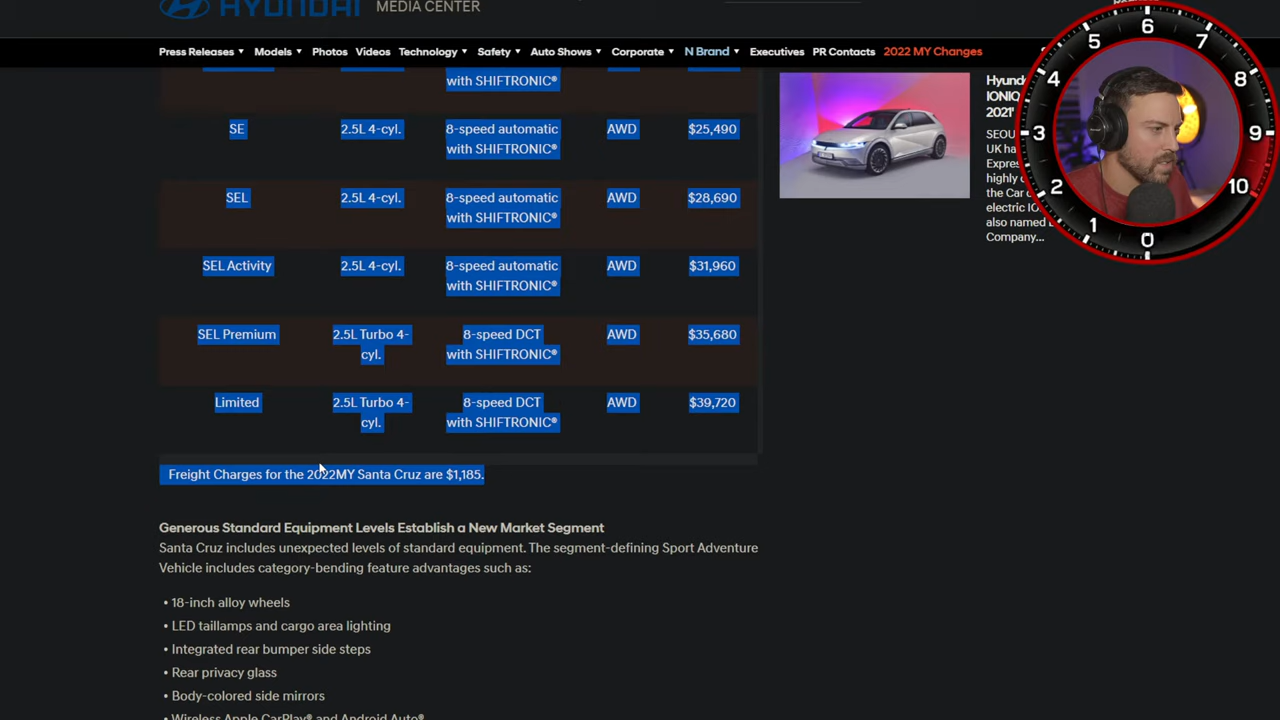 HYUNDAI
MEDIA CENTER
Press Releases Models Photos Videos Technology Safety Auto Shows Corporate N Brand Executives PR Contacts 2022 MY Changes
with SHIFTRONIC®
SE 2.5L 4-cyl. 8-speed automatic AWD $25,490
with SHIFTRONIC®
SEL 2.5L 4-cyl. 8-speed automatic AWD $28,690
with SHIFTRONIC®
SEL Activity 2.5L 4-cyl. 8-speed automatic AWD $31,960
with SHIFTRONIC®
SEL Premium 2.5L Turbo 4- 8-speed DCT AWD $35,680
cyl. with SHIFTRONIC®
Limited 2.5L Turbo 4- 8-speed DCT AWD $39,720
cyl. with SHIFTRONIC®
Freight Charges for the 2022MY Santa Cruz are $1,185.
Generous Standard Equipment Levels Establish a New Market Segment
Santa Cruz includes unexpected levels of standard equipment. The segment-defining Sport Adventure
Vehicle includes category-bending feature advantages such as:
• 18-inch alloy wheels
• LED taillamps and cargo area lighting
• Integrated rear bumper side steps
• Rear privacy glass
• Body-colored side mirrors
• Wireless Apple CarPlay® and Android Auto®
IONIQ
2021'
SEOU
UK ha
Expres
highly
the Car o
electric IO
also named
Company...
0 1 2 3 4 5 6 7 8 9 10